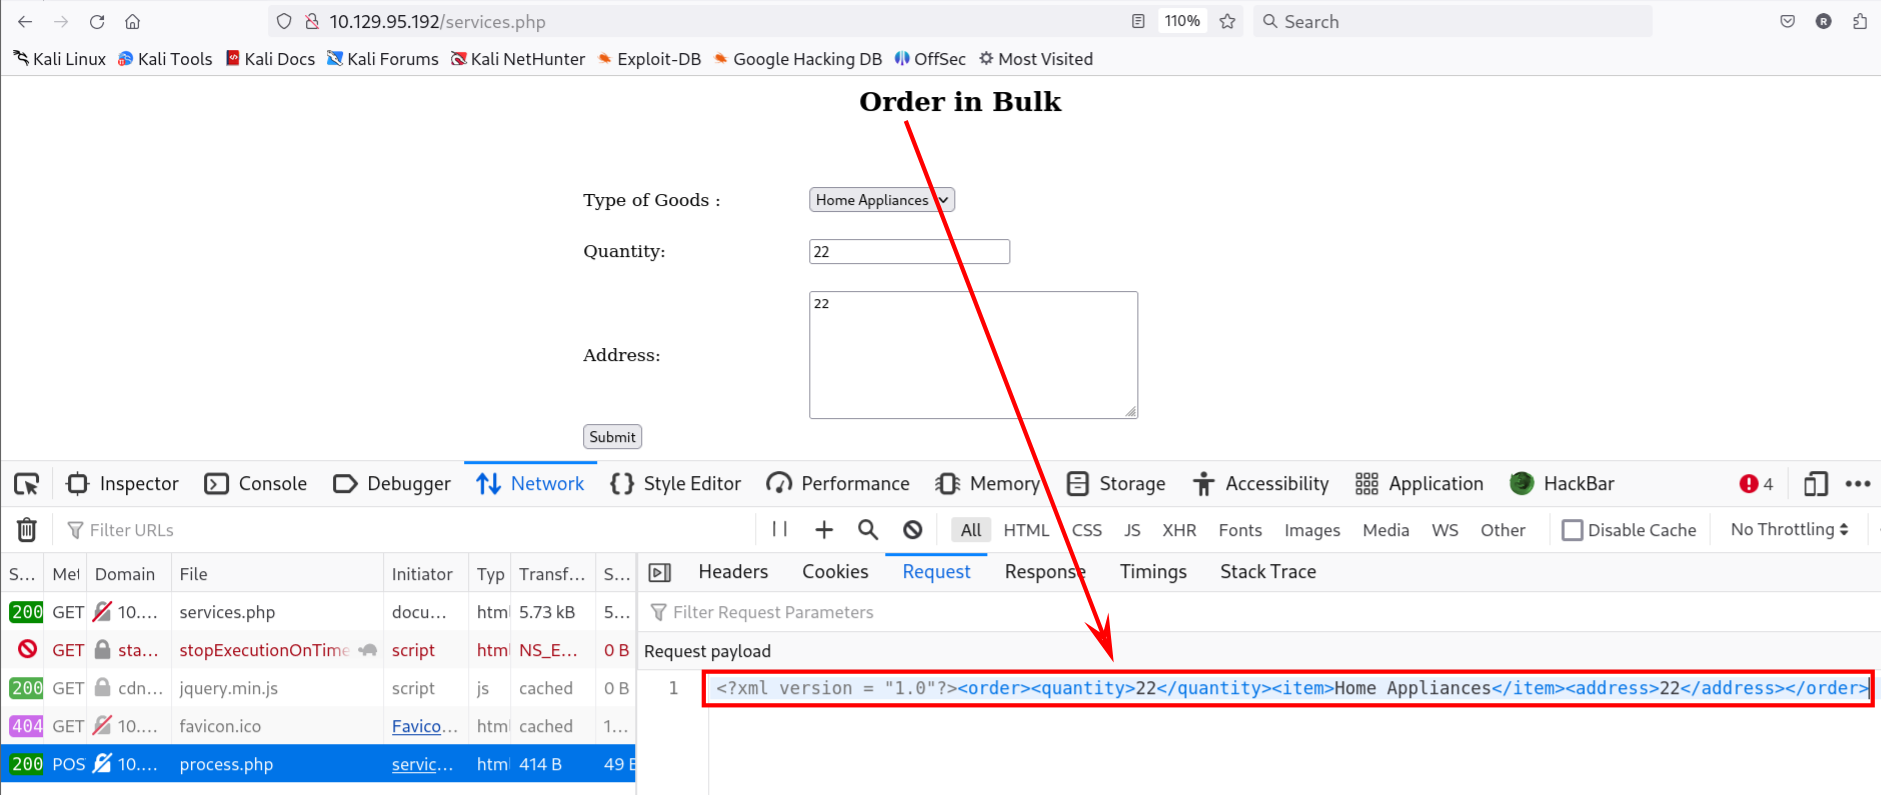 10.129.95.192/services.php 110% Search R
Kali Linux Kali Tools Kali Docs Kali Forums Kali NetHunter Exploit-DB Google Hacking DB OffSec Most Visited
Order in Bulk
Type of Goods : Home Appliances
Quantity: 22
22
Address:
Submit
Inspector Console Debugger Network Style Editor Performance Memory Storage Accessibility Application HackBar 4
Filter URLs All HTML CSS JS XHR Fonts Images Media WS Other Disable Cache No Throttling
S... Met Domain File Initiator Typ Transf... S... Headers Cookies Request Response Timings Stack Trace
200 GET 10.... services.php docu... html 5.73 kB 5... Filter Request Parameters
GET sta... stopExecutionOnTime script html NS_E... 0 B Request payload
200 GET cdn... jquery.min.js script js cached 0 B 1 <?xml version = "1.0"?><order><quantity>22</quantity><item>Home Appliances</item><address>22</address></order>
404 GET 10.... favicon.ico Favico... html cached 1...
200 POS 10.... process.php servic... html 414 B 49 B